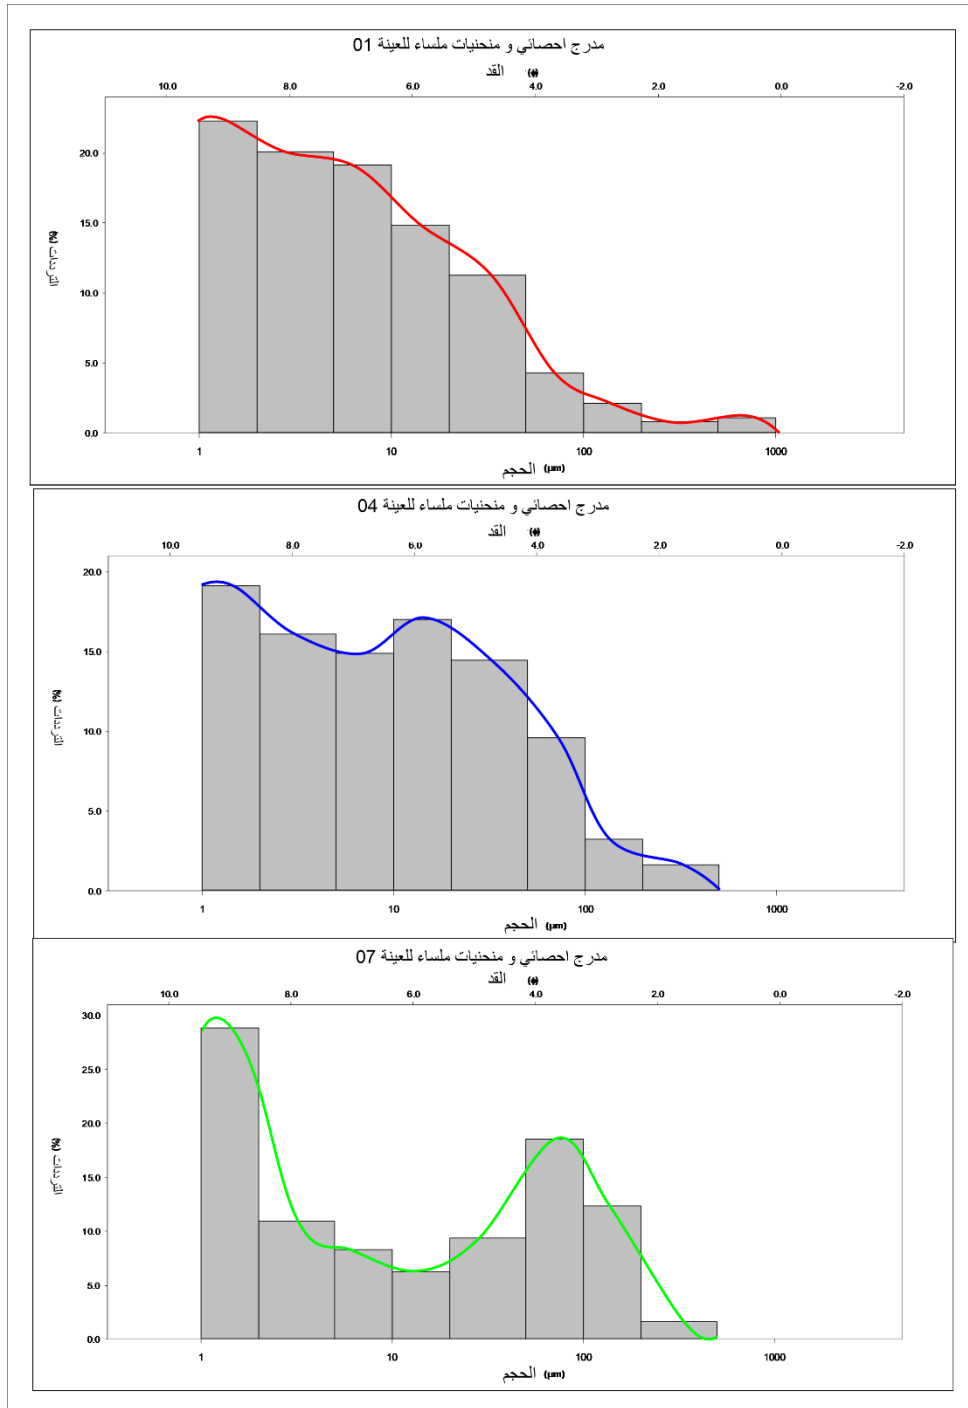 مدرج احصائي و منحنيات ملساء للعينة 01
القد (ϕ)
10.0 8.0 6.0 4.0 2.0 0.0 -2.0
20.0
15.0
الترددات (%)
10.0
5.0
0.0
1 10 100 1000
الحجم (µm)
مدرج احصائي و منحنيات ملساء للعينة 04
القد (ϕ)
10.0 8.0 6.0 4.0 2.0 0.0 -2.0
20.0
15.0
الترددات (%)
10.0
5.0
0.0
1 10 100 1000
الحجم (µm)
مدرج احصائي و منحنيات ملساء للعينة 07
القد (ϕ)
10.0 8.0 6.0 4.0 2.0 0.0 -2.0
30.0
25.0
20.0
الترددات (%)
15.0
10.0
5.0
0.0
1 10 100 1000
الحجم (µm)